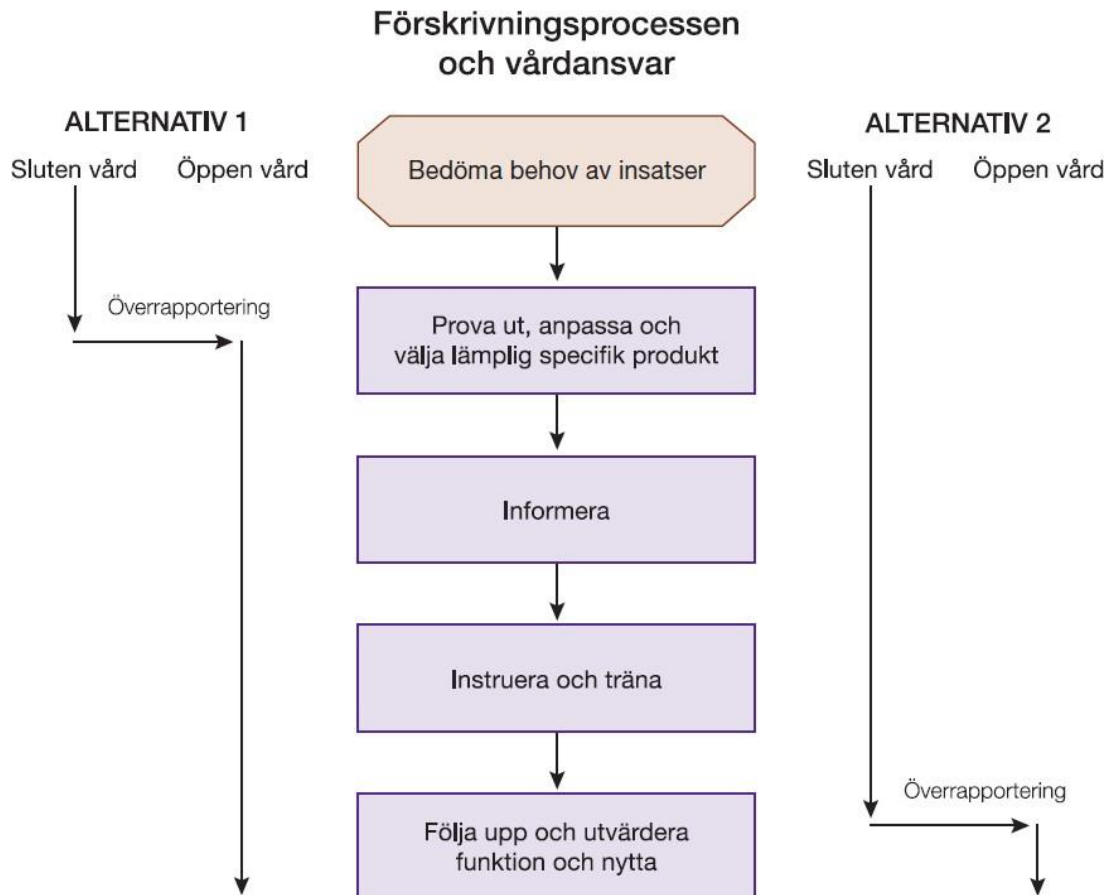 Förskrivningsprocessen
och vårdansvar
ALTERNATIV 1
Sluten vård Öppen vård
Överrapportering
Bedöma behov av insatser
Prova ut, anpassa och
välja lämplig specifik produkt
Informera
Instruera och träna
Följa upp och utvärdera
funktion och nytta
ALTERNATIV 2
Sluten vård Öppen vård
Överrapportering